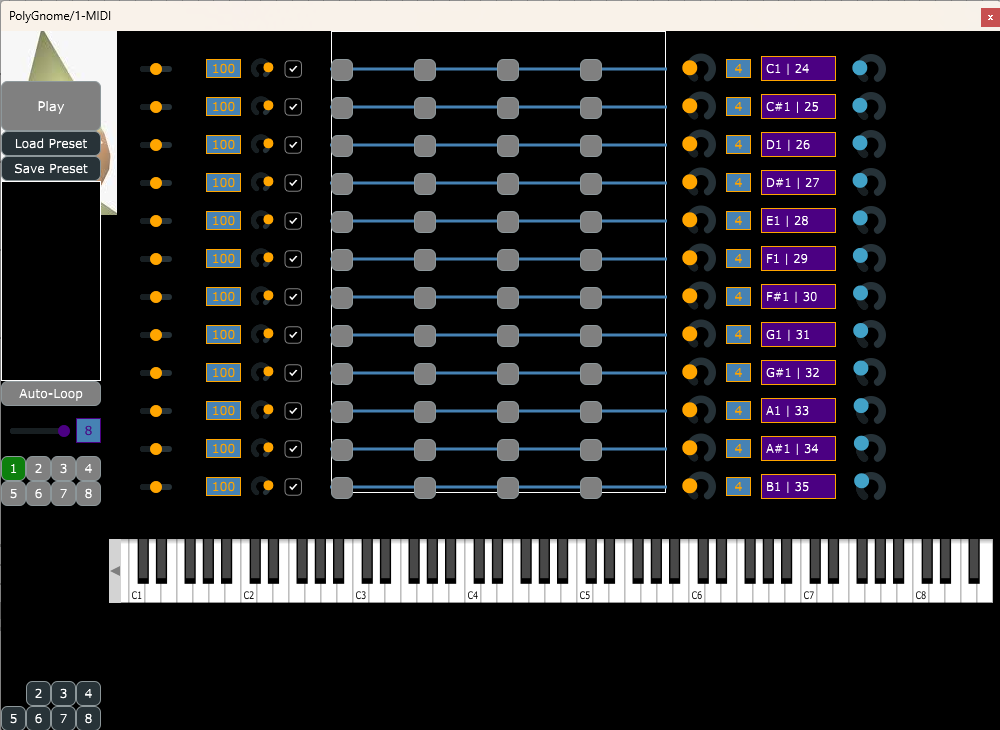 PolyGnome/1-MIDI
Play
Load Preset
Save Preset
100 4 C1 | 24
100 4 C#1 | 25
100 4 D1 | 26
100 4 D#1 | 27
100 4 E1 | 28
100 4 F1 | 29
100 4 F#1 | 30
100 4 G1 | 31
100 4 G#1 | 32
100 4 A1 | 33
100 4 A#1 | 34
100 4 B1 | 35
Auto-Loop
8
1 2 3 4
5 6 7 8
C1 C2 C3 C4 C5 C6 C7 C8
2 3 4
5 6 7 8